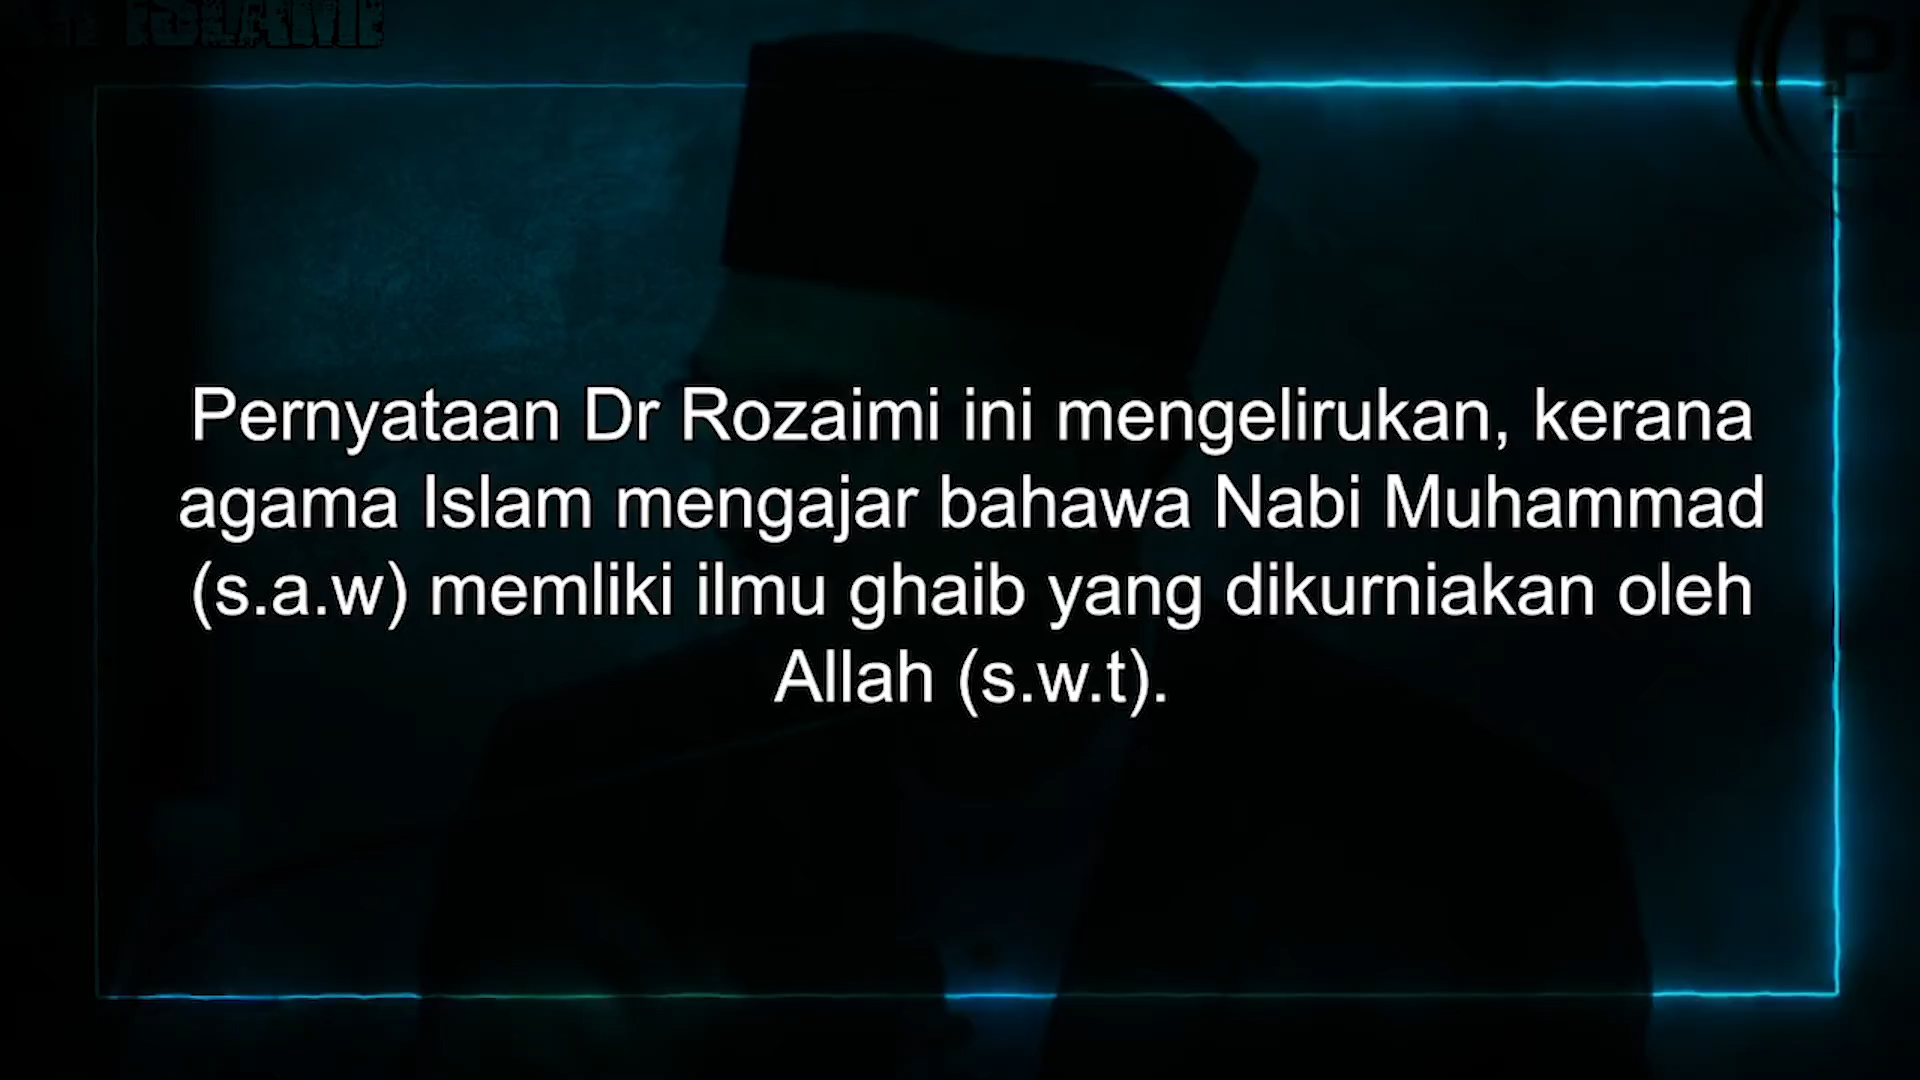 ISLAMI
Pernyataan Dr Rozaimi ini mengelirukan, kerana
agama Islam mengajar bahawa Nabi Muhammad
(s.a.w) memliki ilmu ghaib yang dikurniakan oleh
Allah (s.w.t).